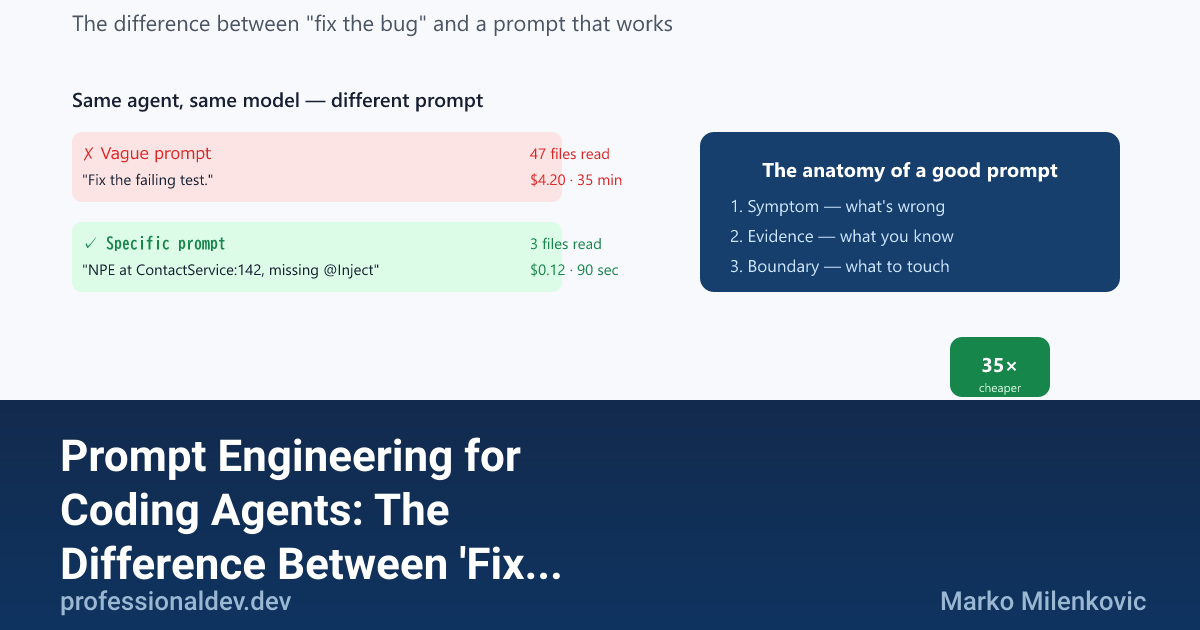 The difference between "fix the bug" and a prompt that works
Same agent, same model — different prompt
✗ Vague prompt
47 files read
"Fix the failing test."
$4.20 · 35 min
✓ Specific prompt
3 files read
"NPE at ContactService:142, missing @Inject"
$0.12 · 90 sec
The anatomy of a good prompt
1. Symptom — what's wrong
2. Evidence — what you know
3. Boundary — what to touch
35×
cheaper
Prompt Engineering for
Coding Agents: The
Difference Between 'Fix...
professionaldev.dev
Marko Milenkovic